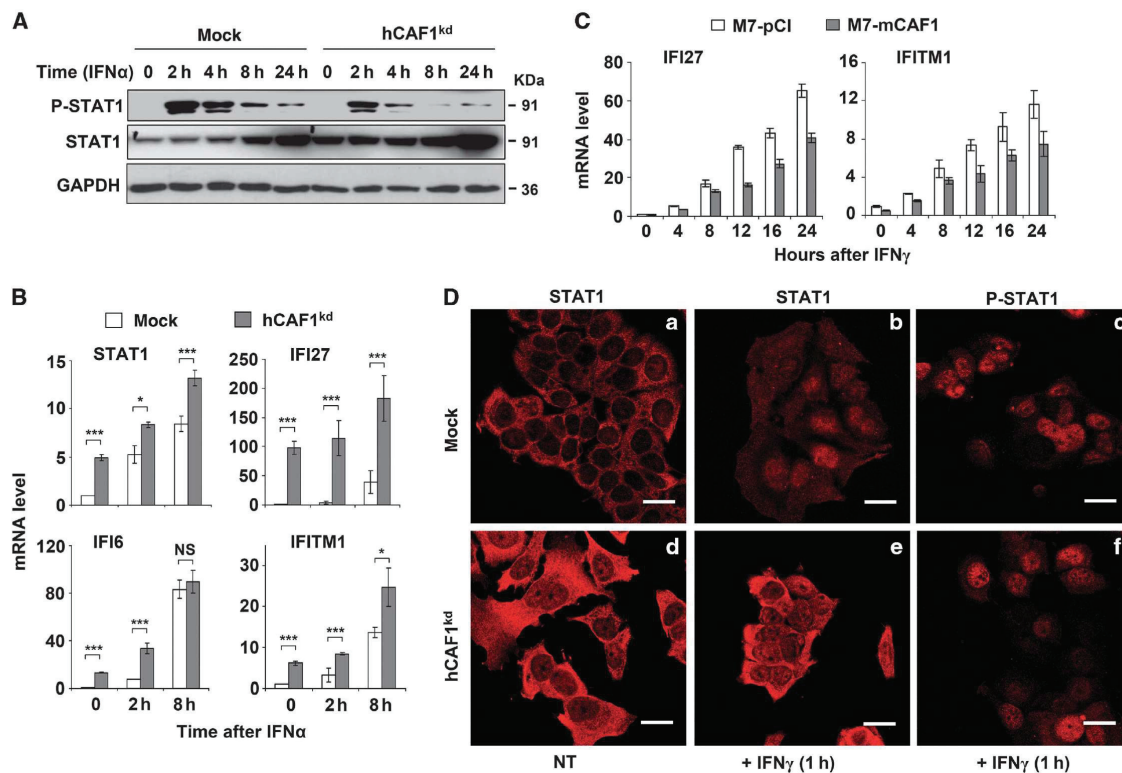 A
Mock hCAF1kd
Time (IFNα) 0 2 h 4 h 8 h 24 h 0 2 h 4 h 8 h 24 h KDa
P-STAT1 - 91
STAT1 - 91
GAPDH - 36
B
Mock hCAF1kd
mRNA level
STAT1
15
10
5
0
*** * ***
IFI27
250
200
150
100
50
0
*** *** ***
IFI6
120
80
40
0
*** *** NS
0 2 h 8 h
IFITM1
30
20
10
0
*** *** *
0 2 h 8 h
Time after IFNα
C
M7-pCI M7-mCAF1
mRNA level
IFI27
80
60
40
20
0
0 4 8 12 16 24
IFITM1
16
12
8
4
0
0 4 8 12 16 24
Hours after IFNγ
D
STAT1 STAT1 P-STAT1
Mock
a b c
hCAF1kd
d e f
NT + IFNγ (1 h) + IFNγ (1 h)